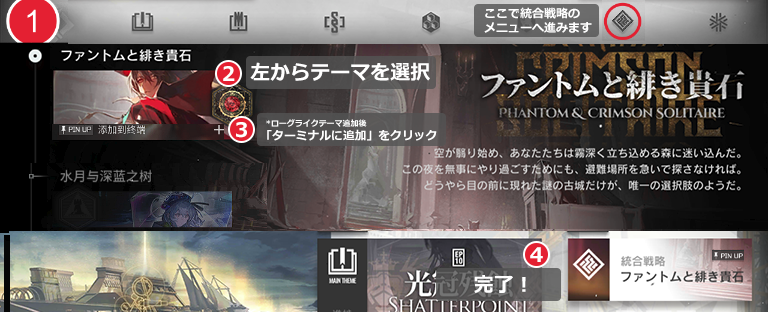 1
ここで統合戦略の
メニューへ進みます
ファントムと緋き貴石
2 左からテーマを選択
PIN UP 添加到终端 +
3 *ローグライクテーマ追加後
「ターミナルに追加」をクリック
水月与深蓝之树
CRIMSON
SOLITAIRE
ファントムと緋き貴石
PHANTOM & CRIMSON SOLITAIRE
空が翳り始め、あなたたちは霧深く立ち込める森に迷い込んだ。
この夜を無事にやり過ごすためにも、避難場所を急いで探さなければ。
どうやら目の前に現れた謎の古城だけが、唯一の選択肢のようだ。
MAIN THEME
EP
10
SHATTERPOINT
4 完了！
統合戦略 PIN UP
ファントムと緋き貴石